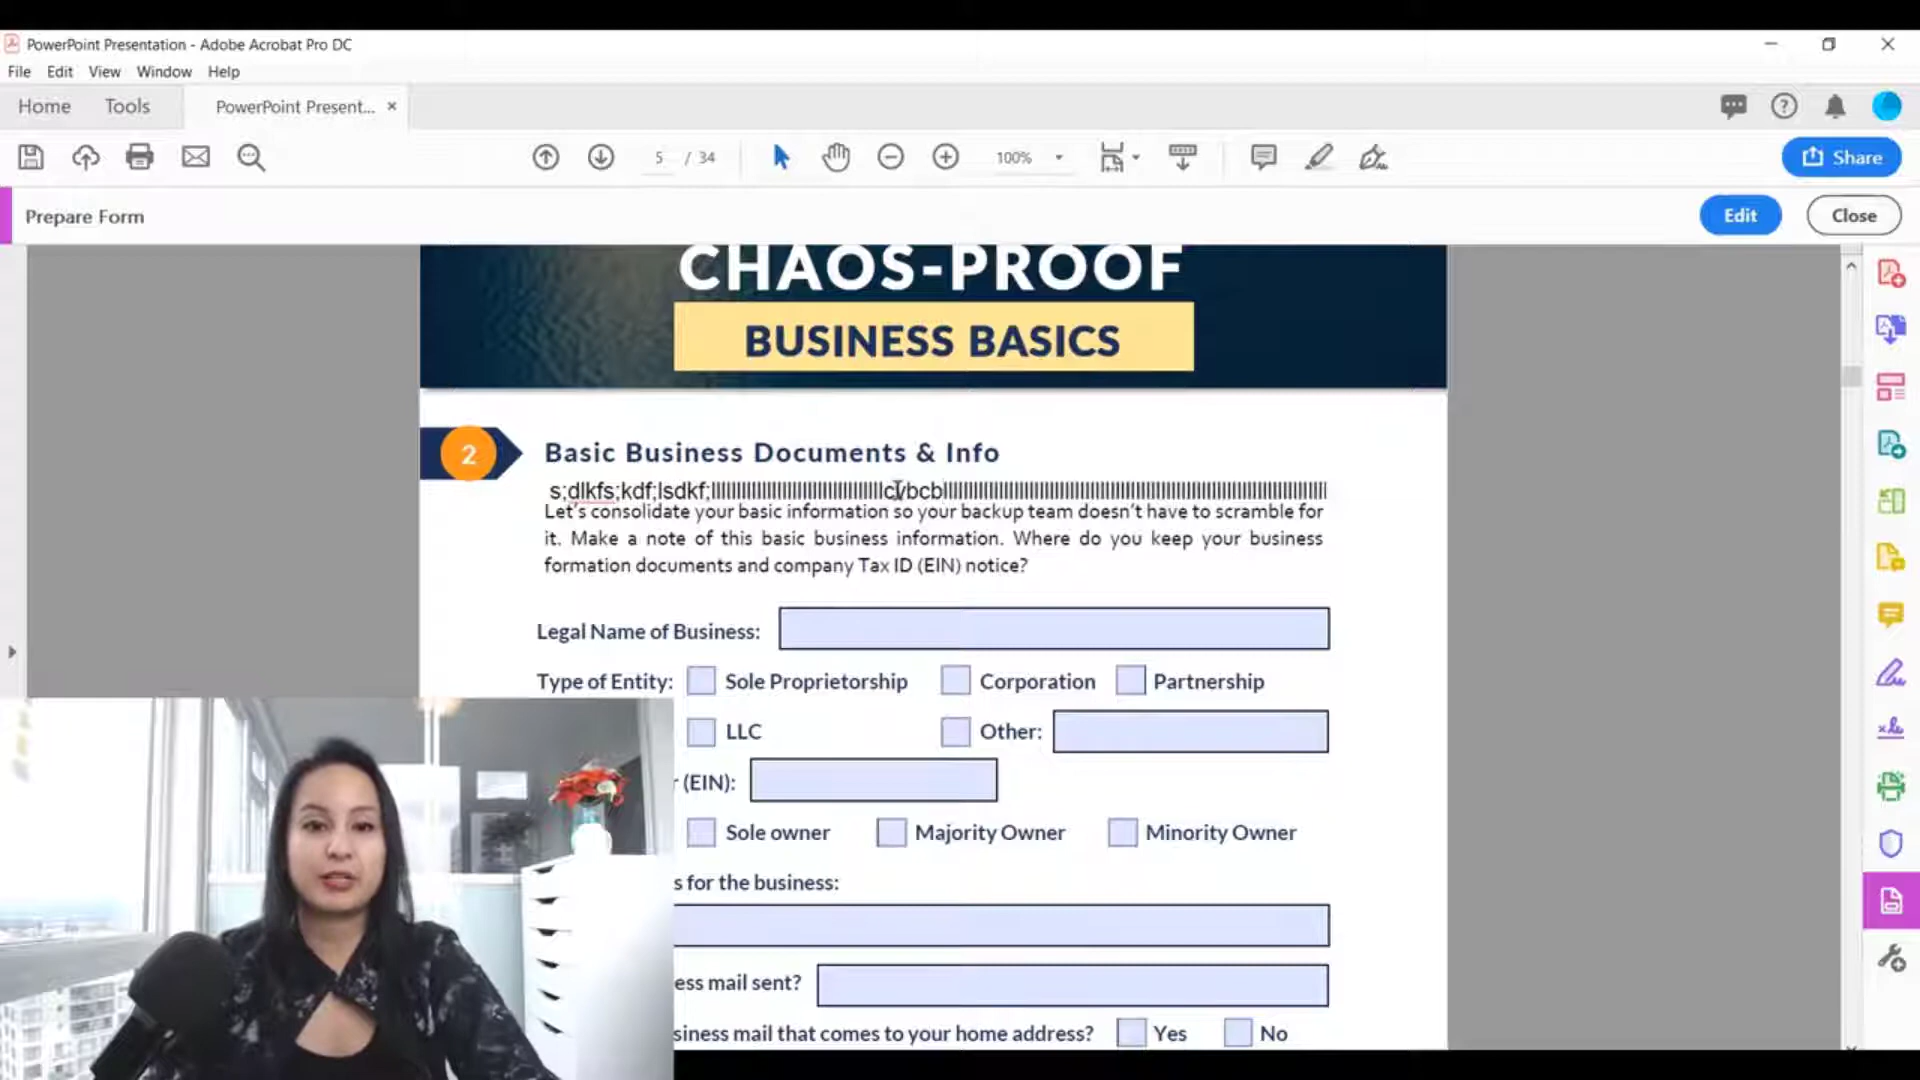 PowerPoint Presentation - Adobe Acrobat Pro DC
File Edit View Window Help
Home Tools PowerPoint Present... ×
5 / 34 100% Share
Prepare Form Edit Close
CHAOS-PROOF
BUSINESS BASICS
2 Basic Business Documents & Info
Let's consolidate your basic information so your backup team doesn't have to scramble for
it. Make a note of this basic business information. Where do you keep your business
formation documents and company Tax ID (EIN) notice?
Legal Name of Business:
Type of Entity: Sole Proprietorship Corporation Partnership
LLC Other:
(EIN):
Sole owner Majority Owner Minority Owner
s for the business:
ess mail sent?
siness mail that comes to your home address? Yes No